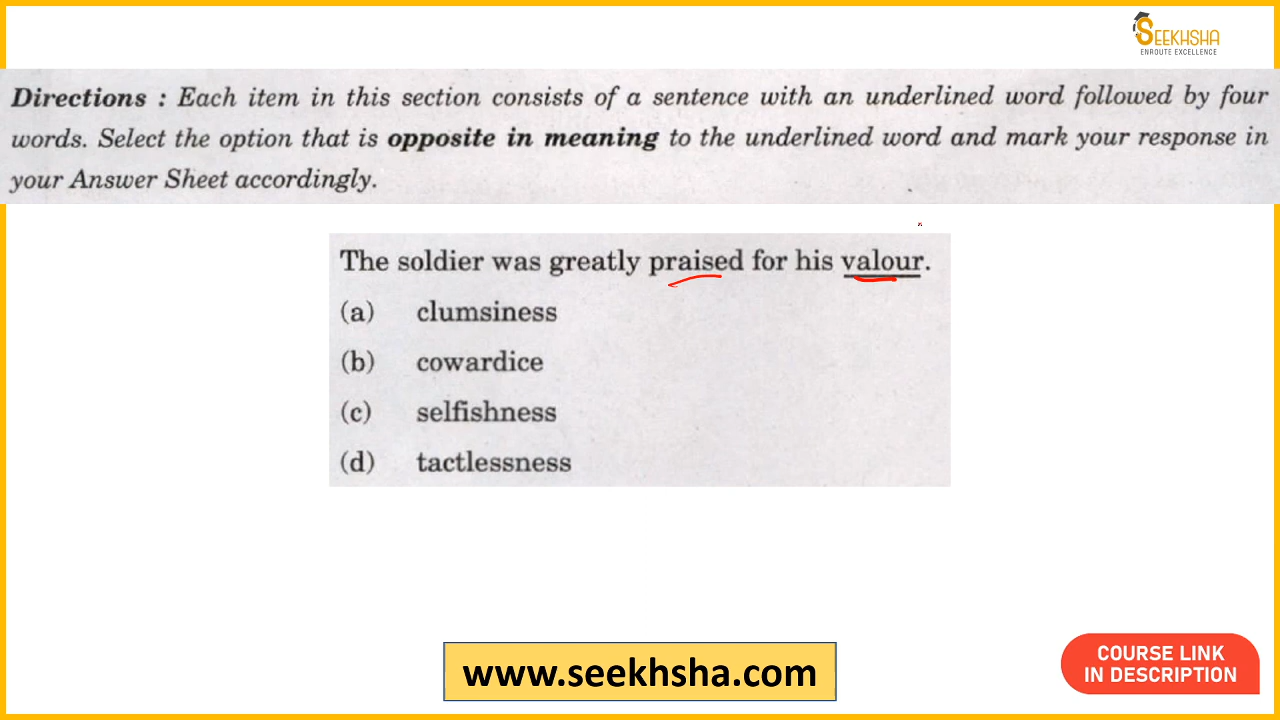 SEEKHSHA
ENROUTE EXCELLENCE
Directions : Each item in this section consists of a sentence with an underlined word followed by four
words. Select the option that is opposite in meaning to the underlined word and mark your response in
your Answer Sheet accordingly.
The soldier was greatly praised for his valour.
(a) clumsiness
(b) cowardice
(c) selfishness
(d) tactlessness
www.seekhsha.com
COURSE LINK
IN DESCRIPTION